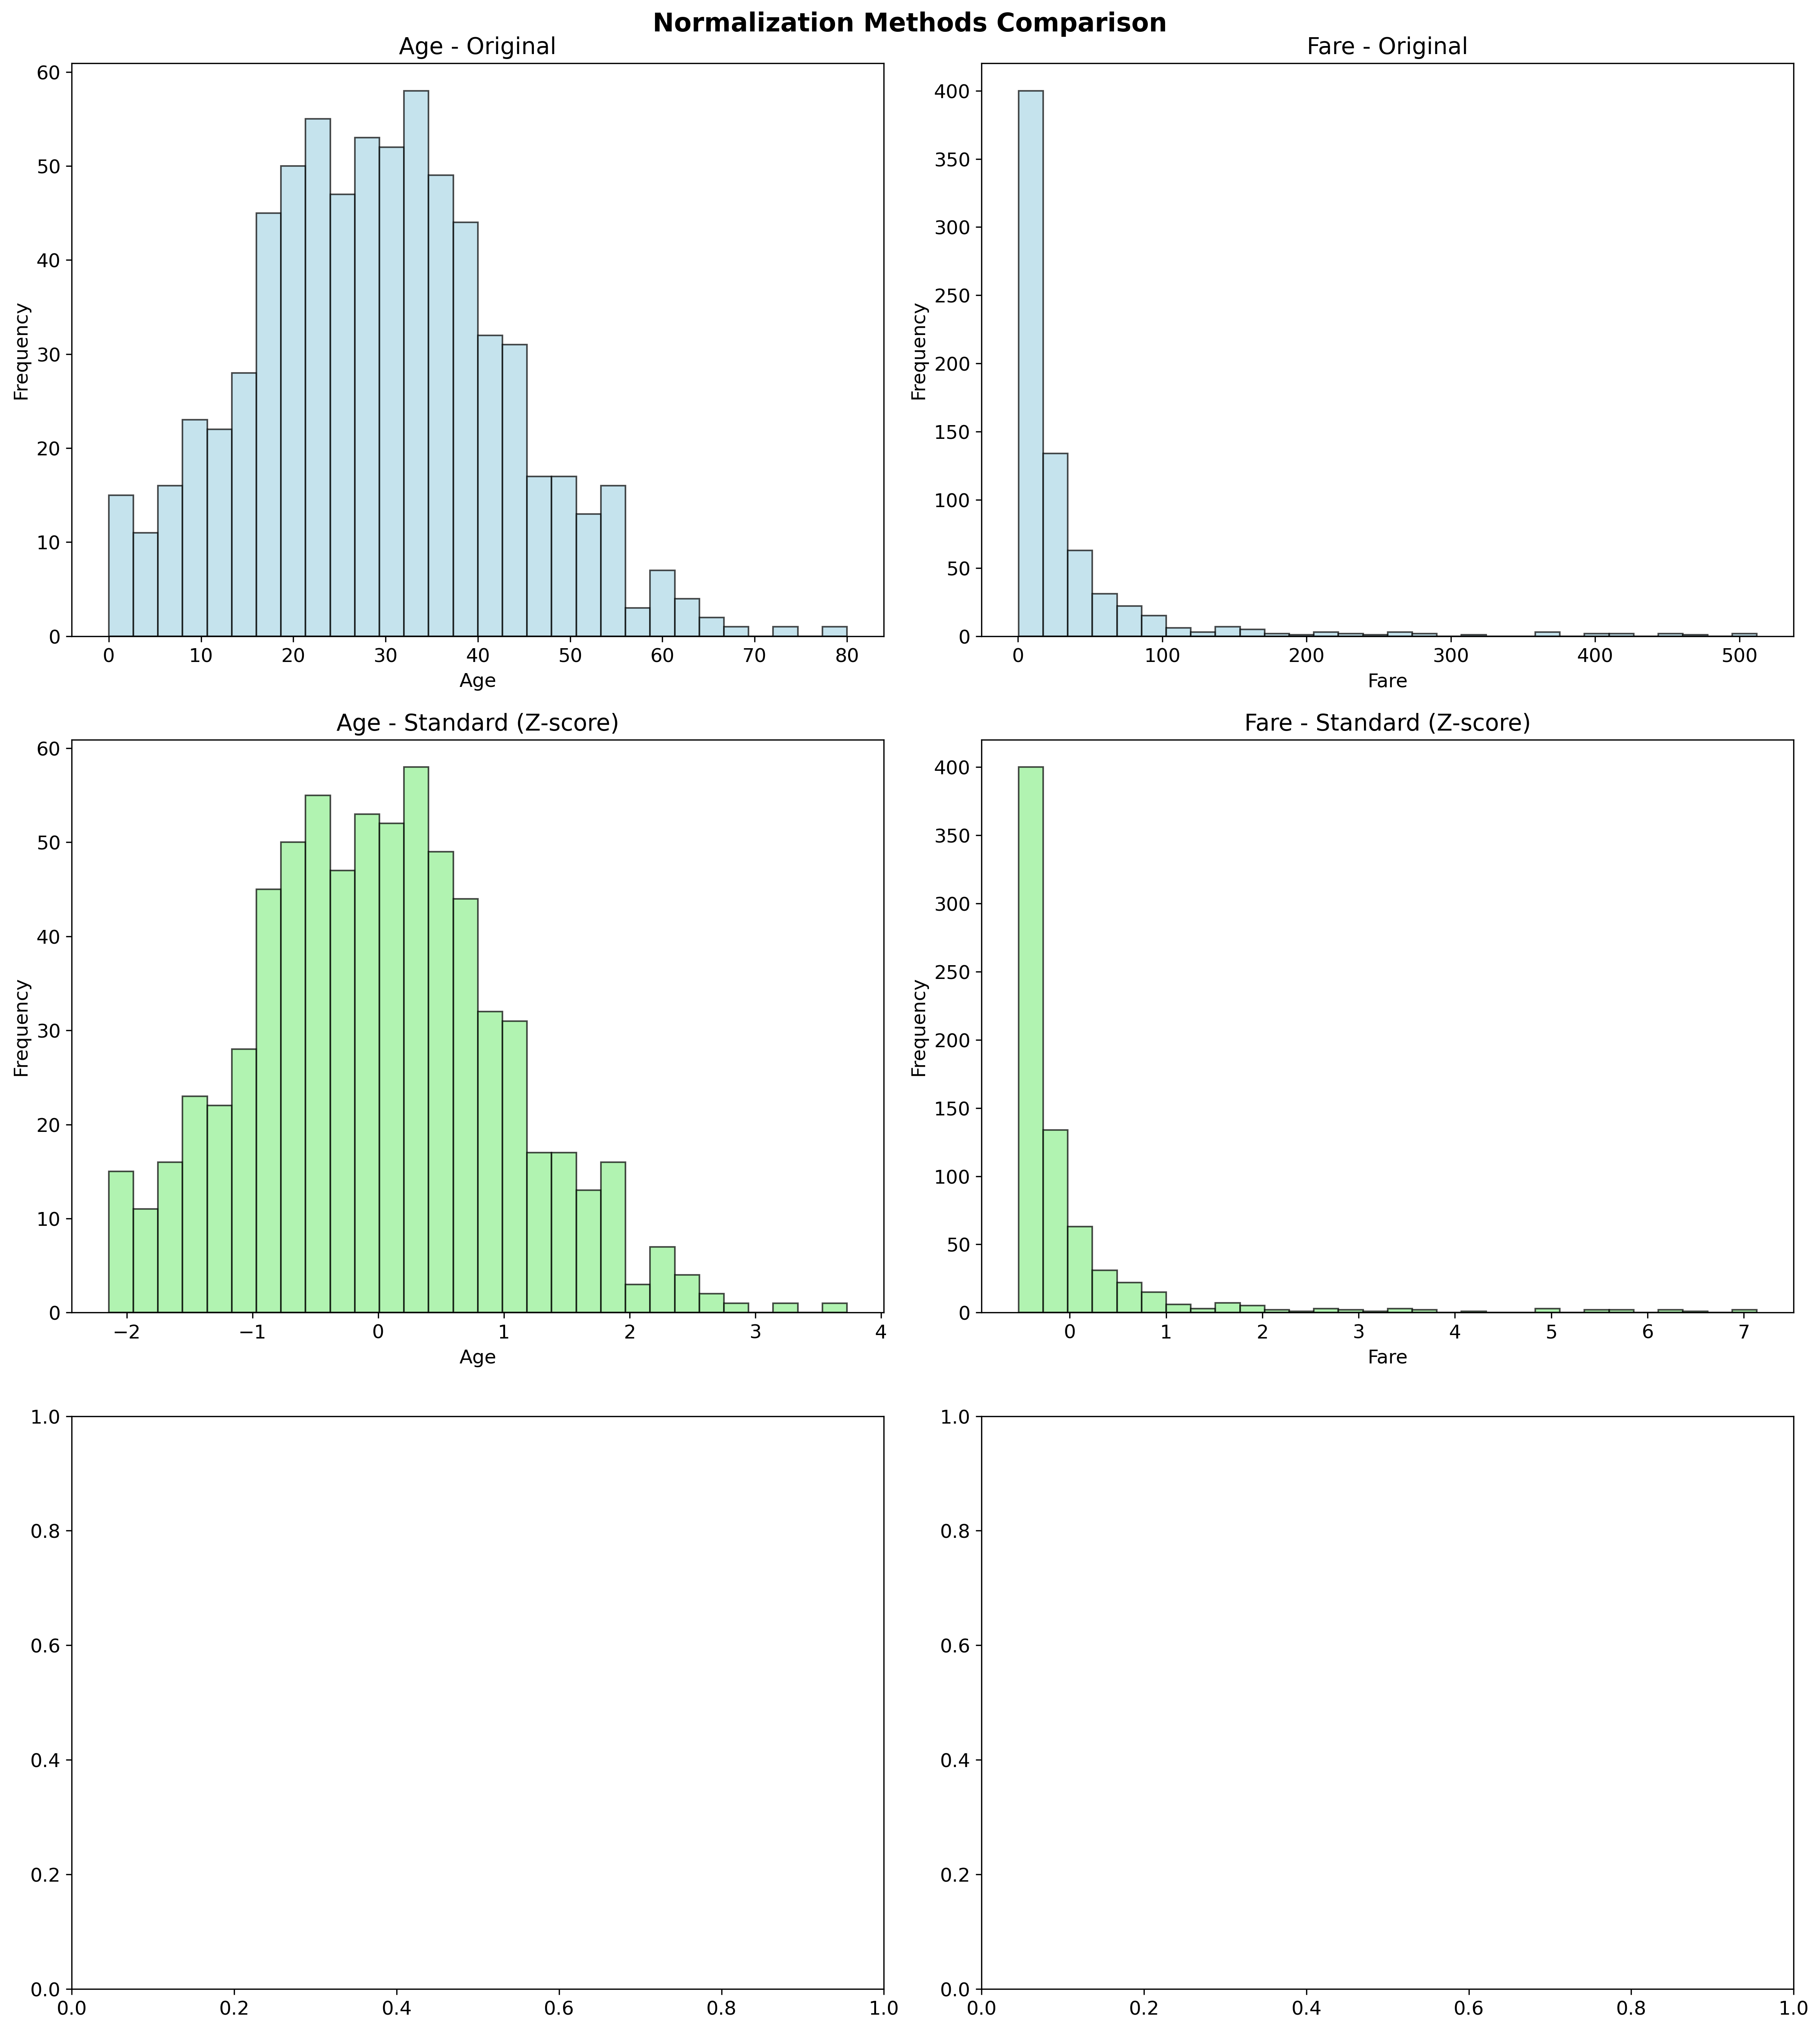 Normalization Methods Comparison
Age - Original
Fare - Original
60
50
40
30
20
10
0
Frequency
0 10 20 30 40 50 60 70 80
Age
400
350
300
250
200
150
100
50
0
Frequency
0 100 200 300 400 500
Fare
Age - Standard (Z-score)
Fare - Standard (Z-score)
60
50
40
30
20
10
0
Frequency
−2 −1 0 1 2 3 4
Age
400
350
300
250
200
150
100
50
0
Frequency
0 1 2 3 4 5 6 7
Fare
1.0
0.8
0.6
0.4
0.2
0.0
0.0 0.2 0.4 0.6 0.8 1.0
1.0
0.8
0.6
0.4
0.2
0.0
0.0 0.2 0.4 0.6 0.8 1.0